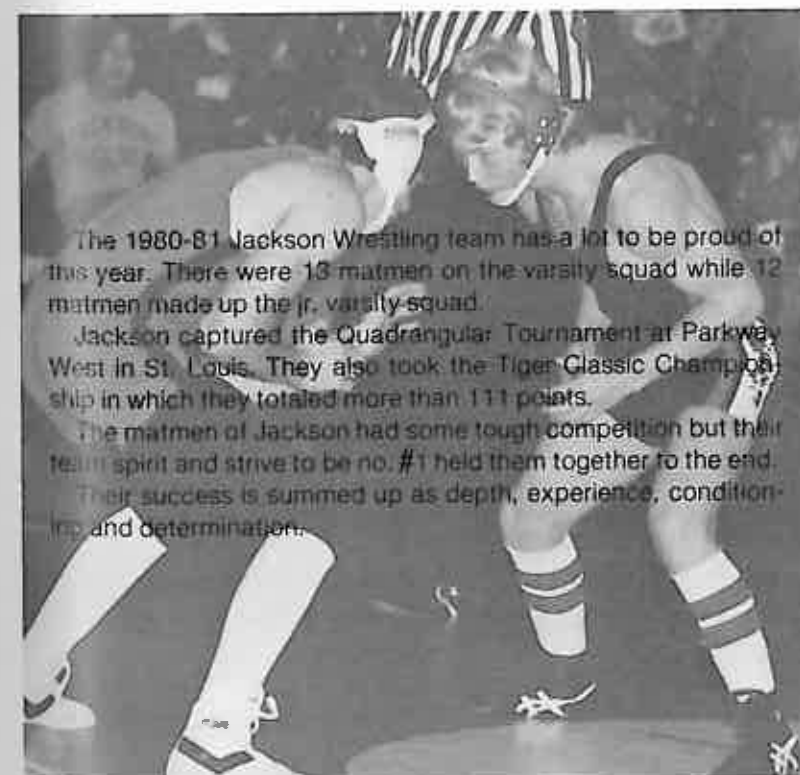 The 1980-81 Jackson Wrestling team has a lot to be proud of
this year. There were 13 matmen on the varsity squad while 12
matmen made up the jr. varsity squad.
Jackson captured the Quadrangular Tournament at Parkway
West in St. Louis. They also took the Tiger Classic Champion-
ship in which they totaled more than 111 points.
The matmen of Jackson had some tough competition but their
team spirit and strive to be no. #1 held them together to the end.
Their success is summed up as depth, experience, condition-
ing and determination.